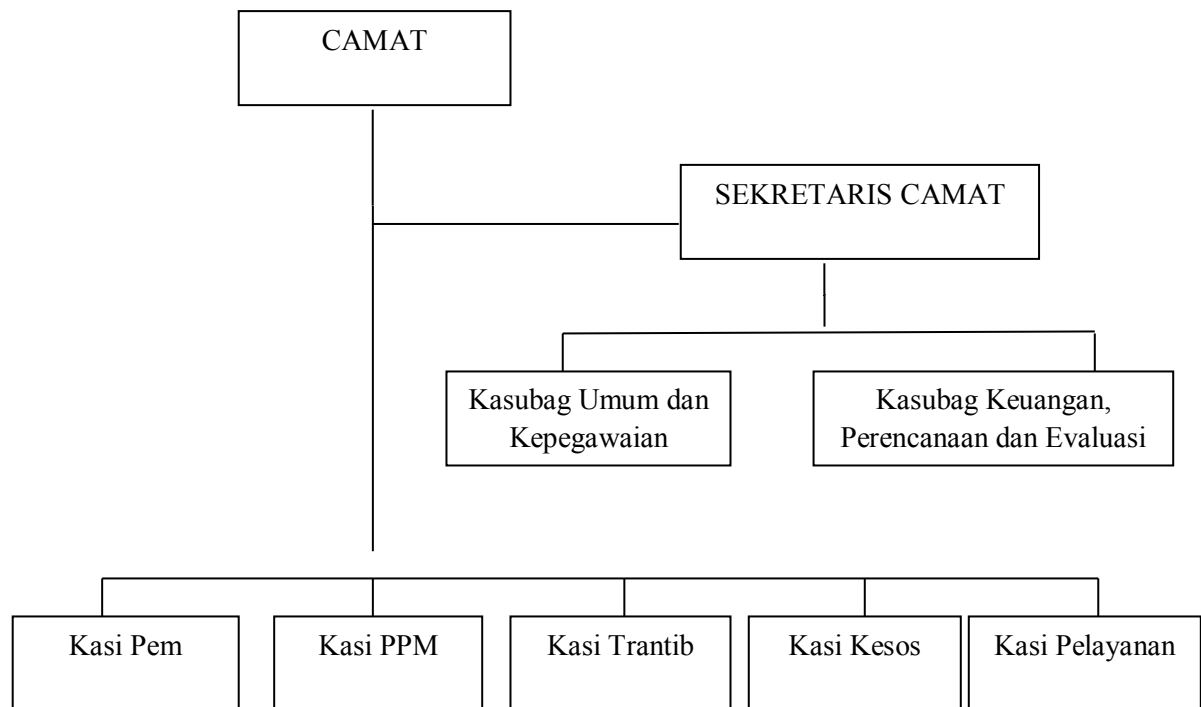 CAMAT
SEKRETARIS CAMAT
Kasubag Umum dan
Kepegawaian
Kasubag Keuangan,
Perencanaan dan Evaluasi
Kasi Pem
Kasi PPM
Kasi Trantib
Kasi Kesos
Kasi Pelayanan